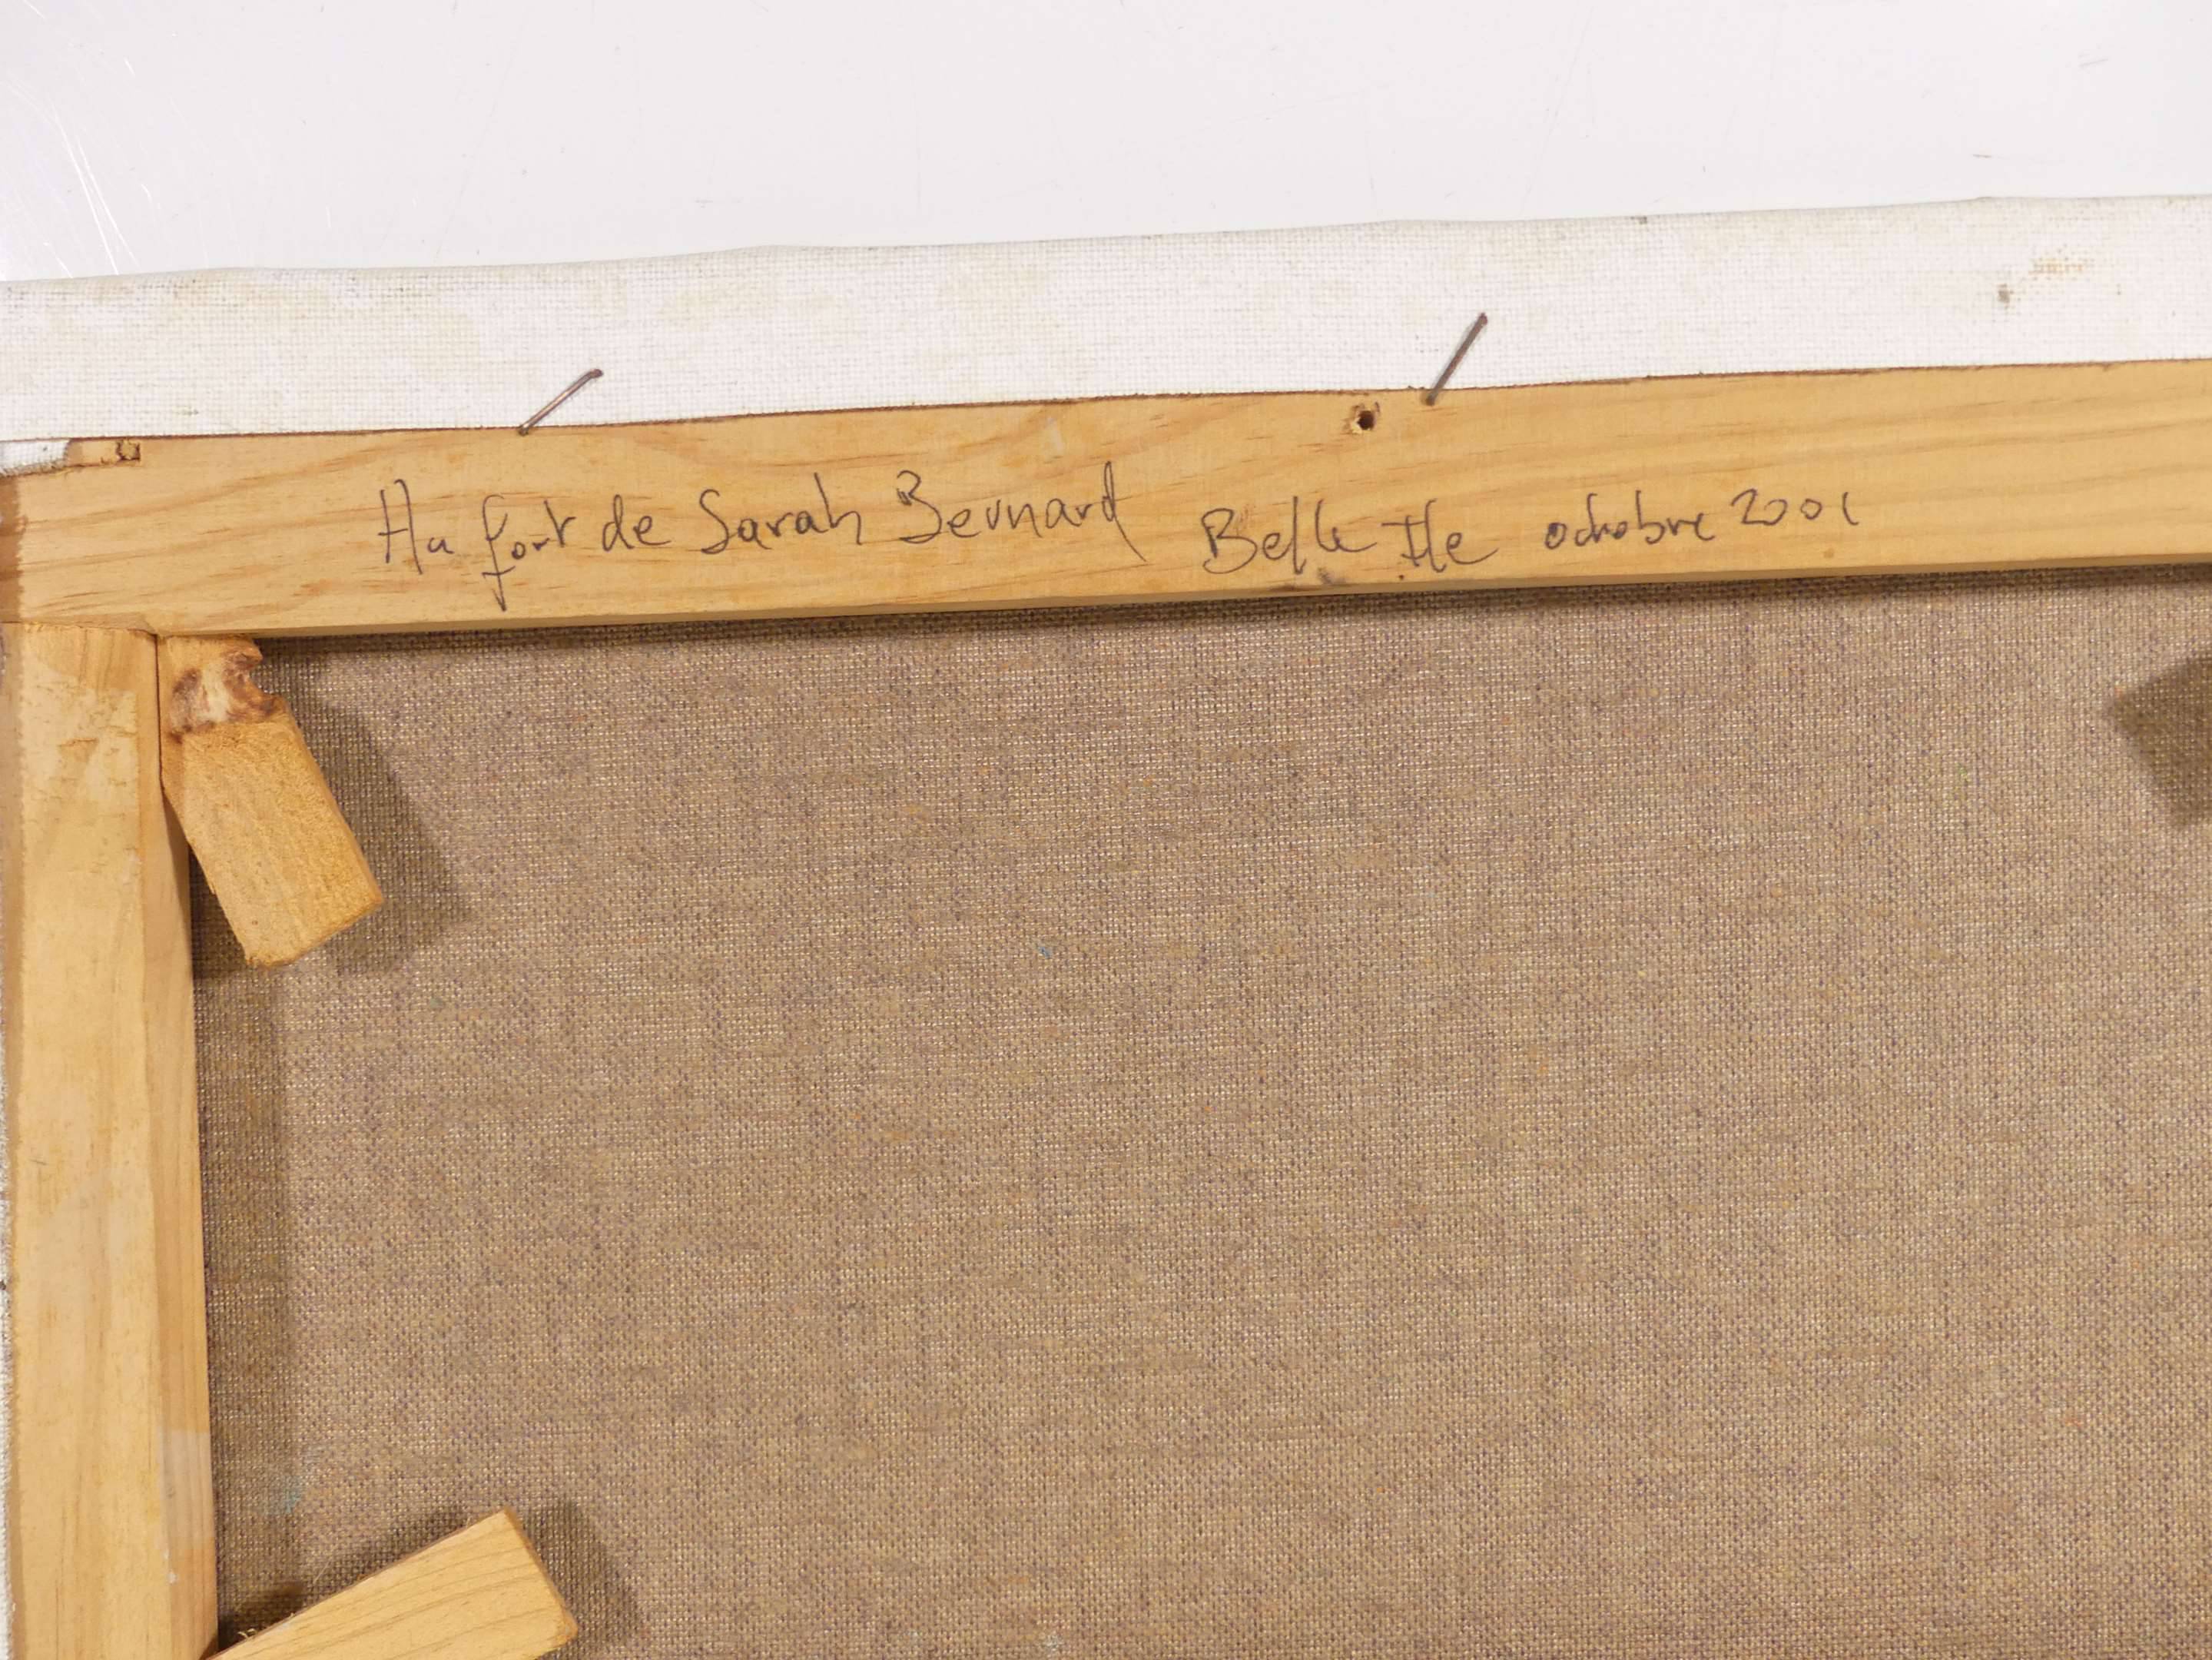 Au fort de Sarah Bernard Belle Ile octobre 2001